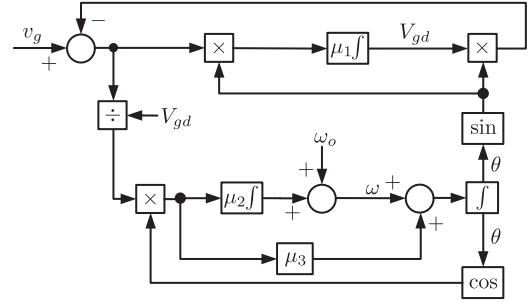 −
v_g
+
×
μ₁∫
V_gd
×
÷
V_gd
sin
ω_o
+
θ
×
μ₂∫
+
ω
+
∫
+
μ₃
θ
cos